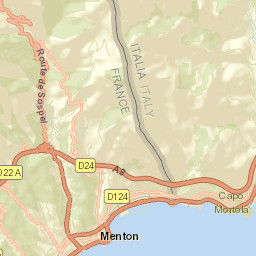 ITALIA ITALY
FRANCE
Route de Sospel
D24
A8
D22 A
D124
Capo
Mortola
Menton